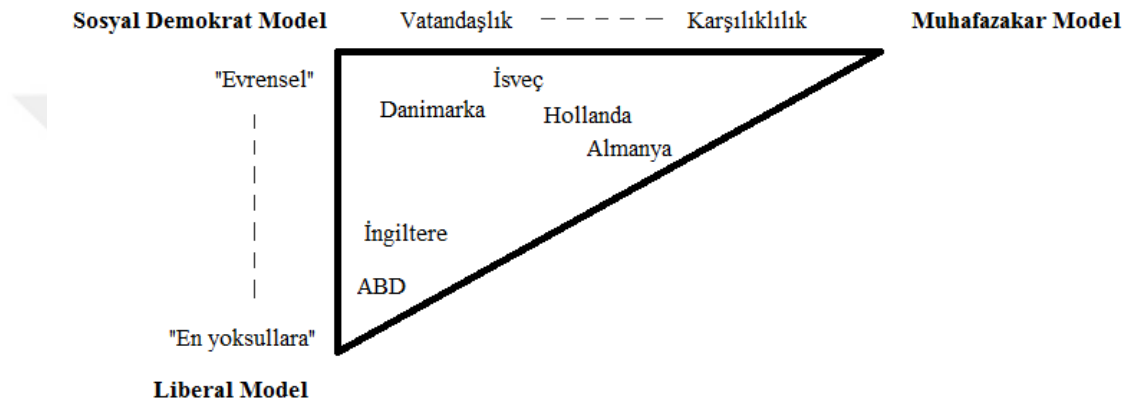 Sosyal Demokrat Model Vatandaşlık – – – – – Karşılıklılık Muhafazakar Model
"Evrensel"
İsveç
Danimarka
Hollanda
Almanya
İngiltere
ABD
"En yoksullara"
Liberal Model